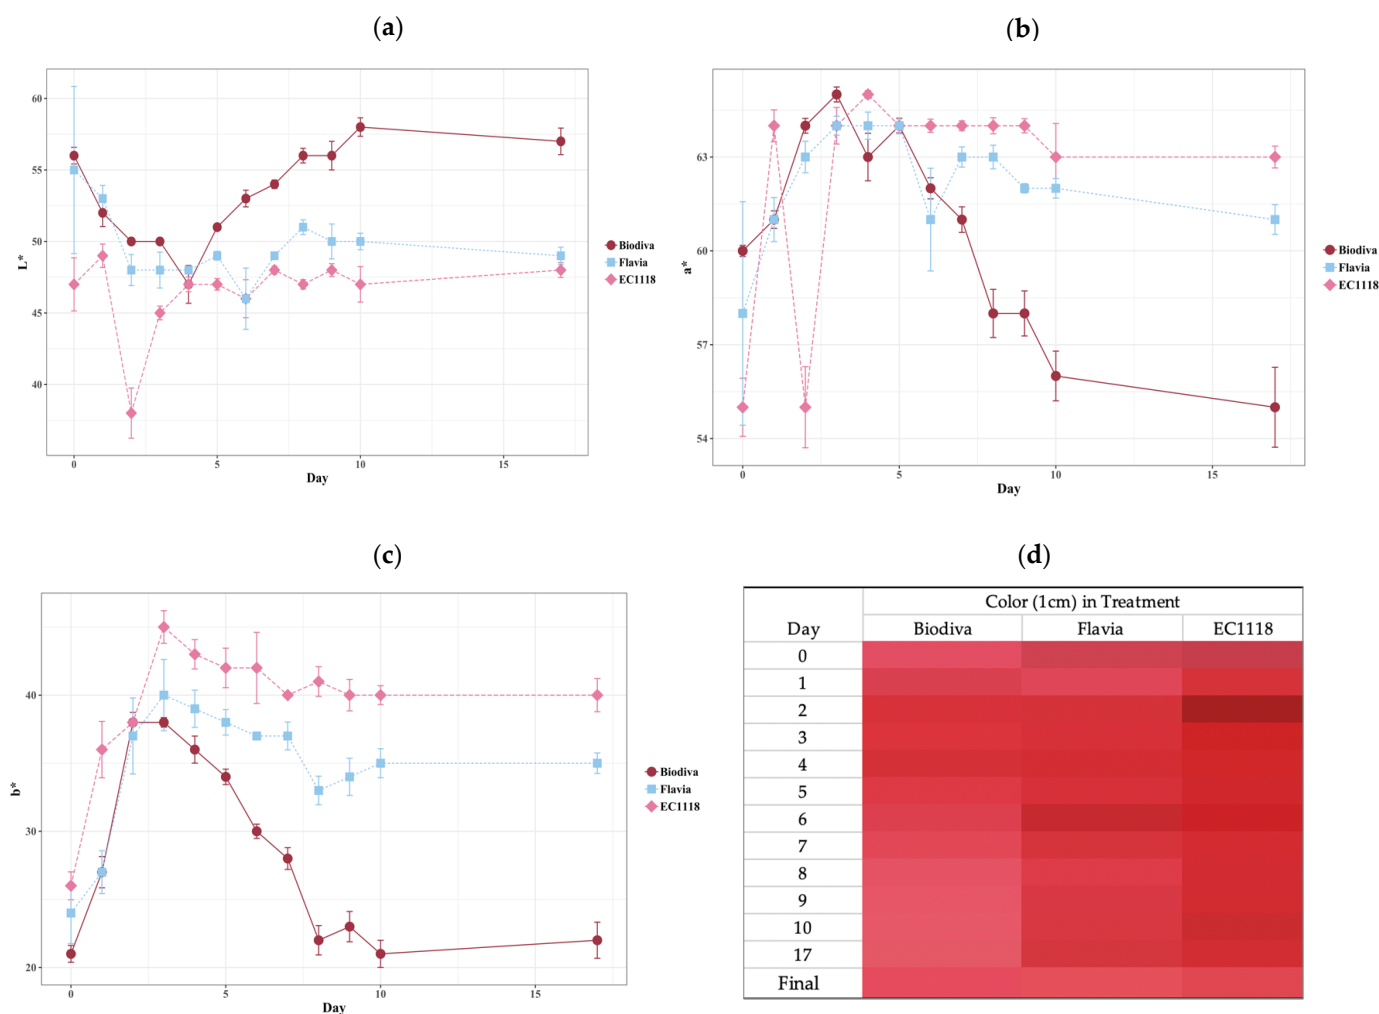 (a)
60
55
50
45
40
L*
0
5
10
15
Day
Biodiva
Flavia
EC1118
(b)
63
60
57
54
a*
0
5
10
15
Day
Biodiva
Flavia
EC1118
(c)
40
30
20
b*
0
5
10
15
Day
Biodiva
Flavia
EC1118
(d)
Color (1cm) in Treatment
Day Biodiva Flavia EC1118
0
1
2
3
4
5
6
7
8
9
10
17
Final